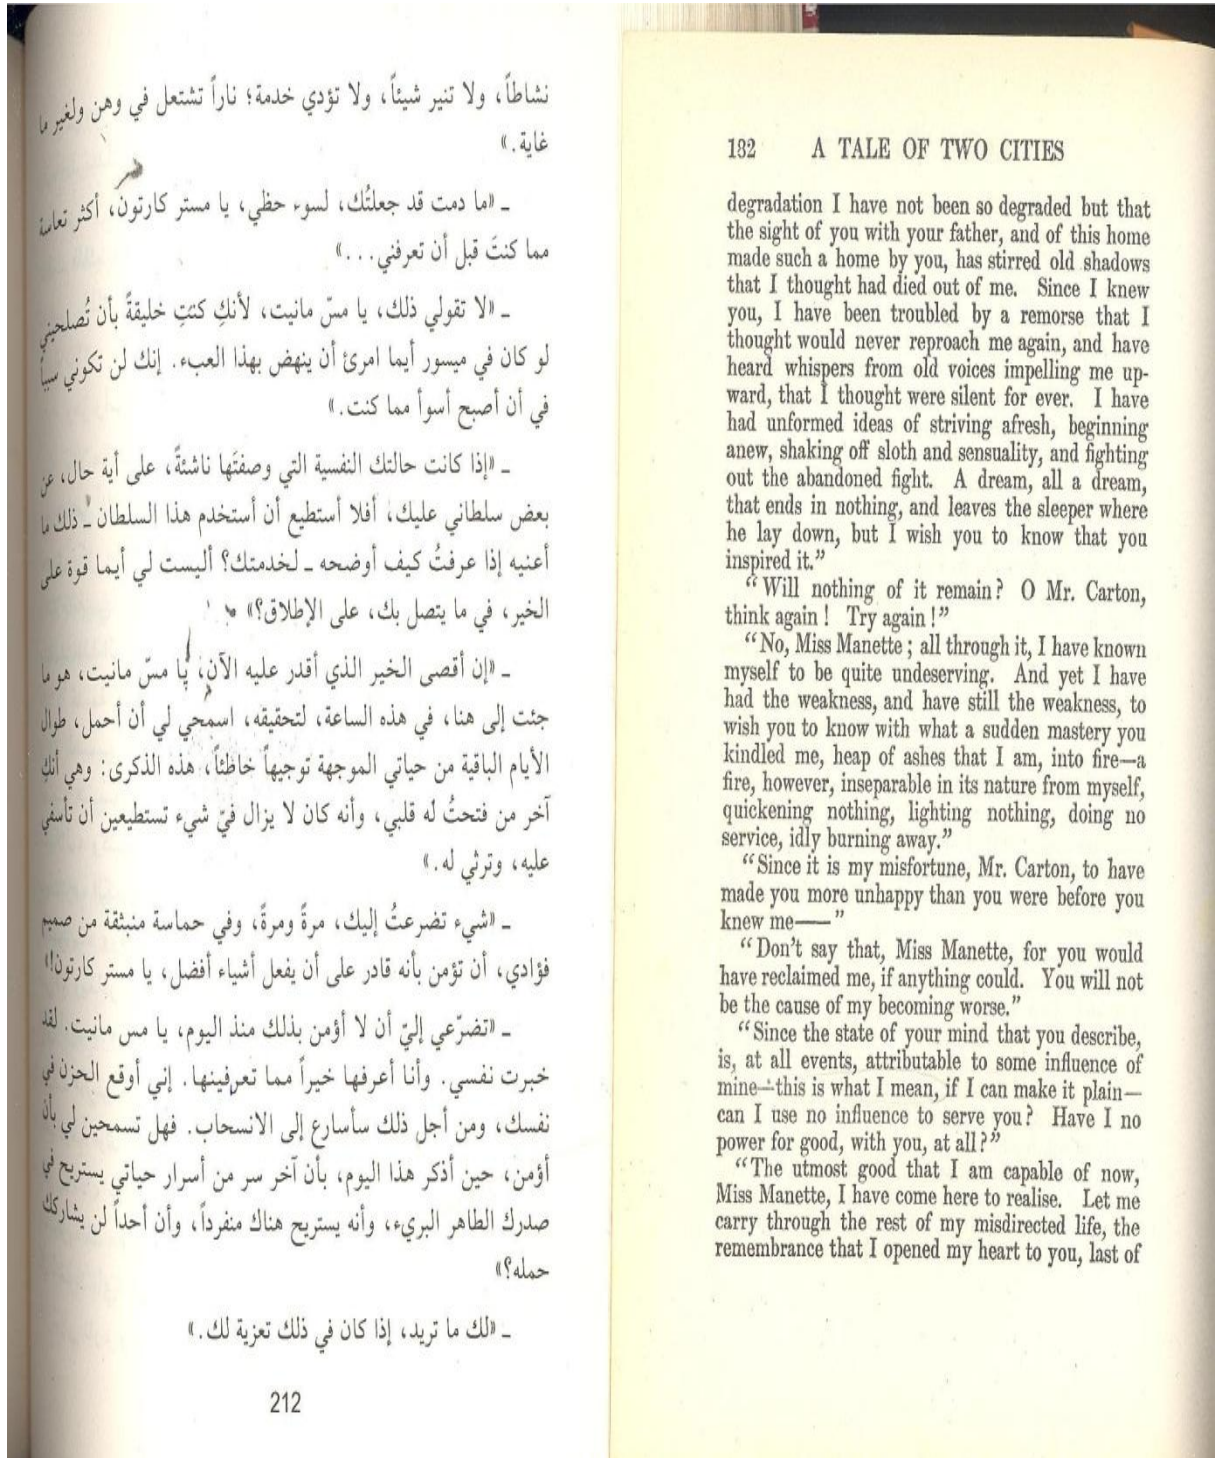 نشاطاً، ولا تنير شيئاً، ولا تؤدي خدمة؛ ناراً تشتعل في وهن ولغير ما
غاية.»
ـ «ما دمت قد جعلتُك، لسوء حظي، يا مستر كارتون، أكثر تعاسة
مما كنتَ قبل أن تعرفني...»
ـ «لا تقولي ذلك، يا مسّ مانيت، لأنكِ كنتِ خليقةً بأن تُصلحيني
لو كان في ميسور أيما امرئ أن ينهض بهذا العبء. إنك لن تكوني سبباً
في أن أصبح أسوأ مما كنت.»
ـ «إذا كانت حالتك النفسية التي وصفتَها ناشئةً، على أية حال، عن
بعض سلطاني عليك، أفلا أستطيع أن أستخدم هذا السلطان ـ ذلك ما
أعنيه إذا عرفتُ كيف أوضحه ـ لخدمتك؟ أليست لي أيما قوة على
الخير، في ما يتصل بك، على الإطلاق؟»
ـ «إن أقصى الخير الذي أقدر عليه الآن، يا مسّ مانيت، هو ما
جئت إلى هنا، في هذه الساعة، لتحقيقه، اسمحي لي أن أحمل، طوال
الأيام الباقية من حياتي الموجهة توجيهاً خاطئاً، هذه الذكرى: وهي أنكِ
آخر من فتحتُ له قلبي، وأنه كان لا يزال فيّ شيء تستطيعين أن تأسفي
عليه، وترثي له.»
ـ «شيء تضرعتُ إليك، مرةً ومرةً، وفي حماسة منبثقة من صميم
فؤادي، أن تؤمن بأنه قادر على أن يفعل أشياء أفضل، يا مستر كارتون!»
ـ «تضرّعي إليّ أن لا أؤمن بذلك منذ اليوم، يا مس مانيت. لقد
خبرت نفسي. وأنا أعرفها خيراً مما تعرفينها. إني أوقع الحزن في
نفسك، ومن أجل ذلك سأسارع إلى الانسحاب. فهل تسمحين لي بأن
أؤمن، حين أذكر هذا اليوم، بأن آخر سر من أسرار حياتي يستريح في
صدرك الطاهر البريء، وأنه يستريح هناك منفرداً، وأن أحداً لن يشاركك
حمله؟»
ـ «لك ما تريد، إذا كان في ذلك تعزية لك.»
212
132 A TALE OF TWO CITIES
degradation I have not been so degraded but that
the sight of you with your father, and of this home
made such a home by you, has stirred old shadows
that I thought had died out of me. Since I knew
you, I have been troubled by a remorse that I
thought would never reproach me again, and have
heard whispers from old voices impelling me up-
ward, that I thought were silent for ever. I have
had unformed ideas of striving afresh, beginning
anew, shaking off sloth and sensuality, and fighting
out the abandoned fight. A dream, all a dream,
that ends in nothing, and leaves the sleeper where
he lay down, but I wish you to know that you
inspired it."
"Will nothing of it remain? O Mr. Carton,
think again! Try again!"
"No, Miss Manette; all through it, I have known
myself to be quite undeserving. And yet I have
had the weakness, and have still the weakness, to
wish you to know with what a sudden mastery you
kindled me, heap of ashes that I am, into fire—a
fire, however, inseparable in its nature from myself,
quickening nothing, lighting nothing, doing no
service, idly burning away."
"Since it is my misfortune, Mr. Carton, to have
made you more unhappy than you were before you
knew me——"
"Don't say that, Miss Manette, for you would
have reclaimed me, if anything could. You will not
be the cause of my becoming worse."
"Since the state of your mind that you describe,
is, at all events, attributable to some influence of
mine—this is what I mean, if I can make it plain—
can I use no influence to serve you? Have I no
power for good, with you, at all?"
"The utmost good that I am capable of now,
Miss Manette, I have come here to realise. Let me
carry through the rest of my misdirected life, the
remembrance that I opened my heart to you, last of